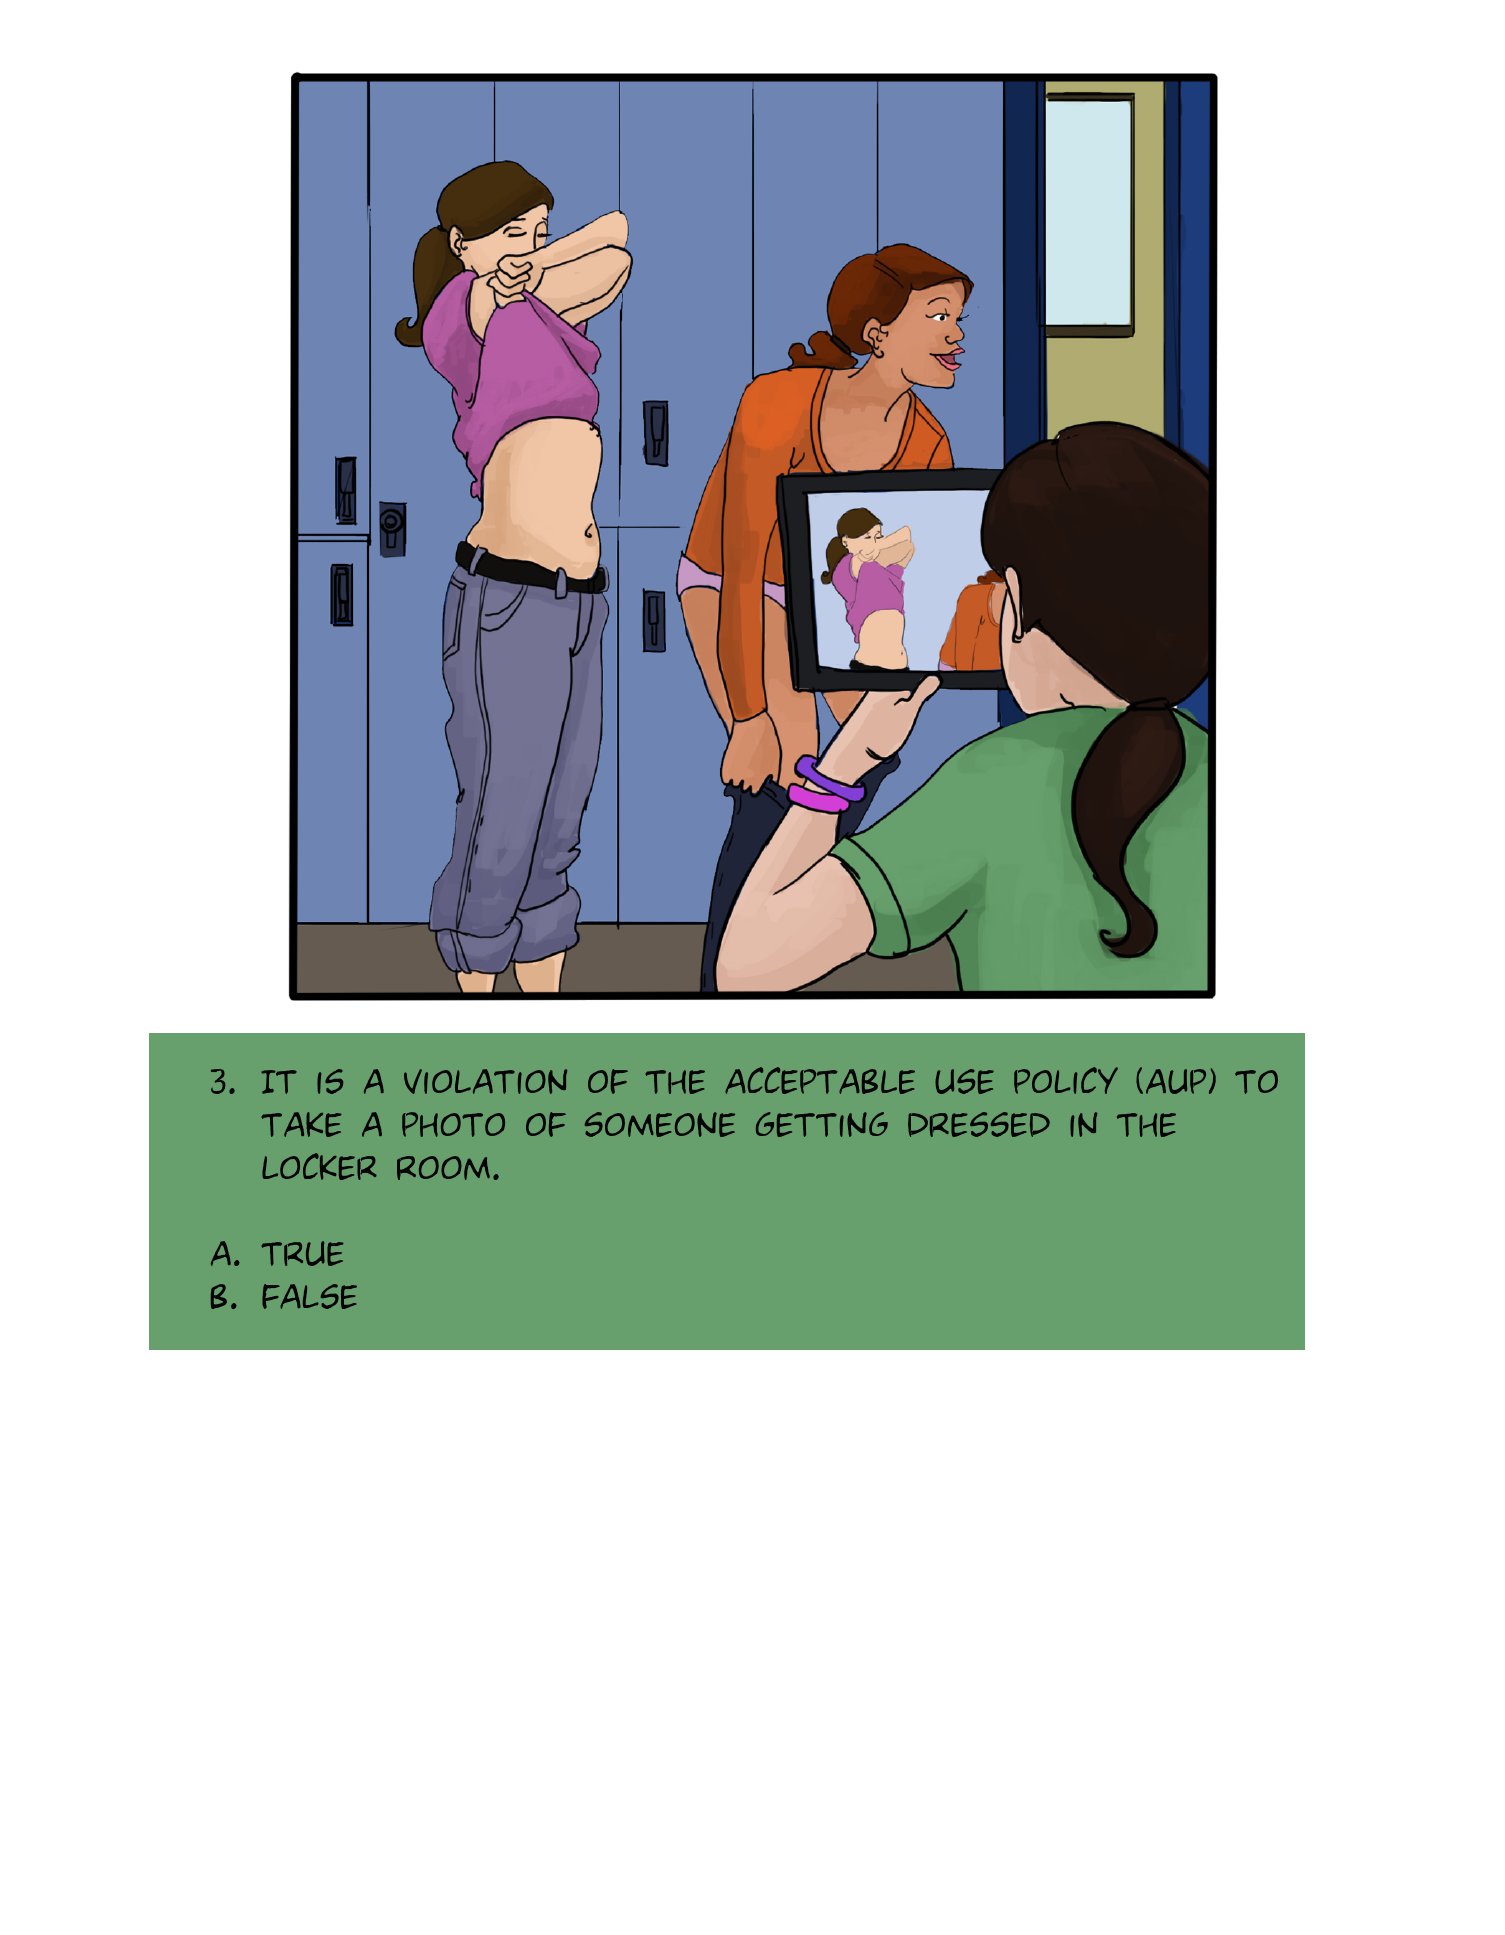 3. IT IS A VIOLATION OF THE ACCEPTABLE USE POLICY (AUP) TO
TAKE A PHOTO OF SOMEONE GETTING DRESSED IN THE
LOCKER ROOM.
A. TRUE
B. FALSE